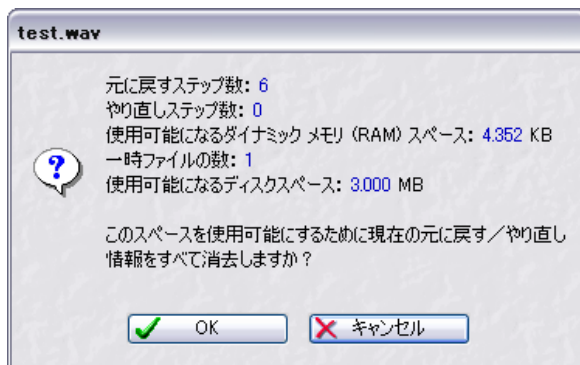 test.wav
元に戻すステップ数: 6
やり直しステップ数: 0
使用可能になるダイナミック メモリ (RAM) スペース: 4.352 KB
一時ファイルの数: 1
使用可能になるディスクスペース: 3.000 MB
このスペースを使用可能にするために現在の元に戻す／やり直し
情報をすべて消去しますか？
OK
キャンセル